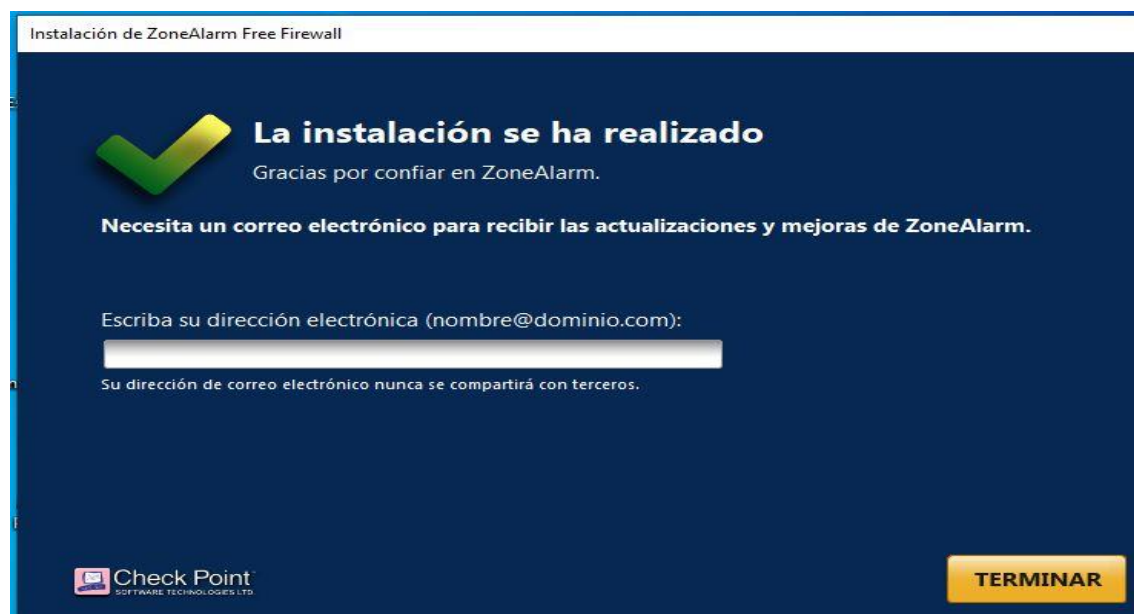 Instalación de ZoneAlarm Free Firewall
La instalación se ha realizado
Gracias por confiar en ZoneAlarm.
Necesita un correo electrónico para recibir las actualizaciones y mejoras de ZoneAlarm.
Escriba su dirección electrónica (nombre@dominio.com):
Su dirección de correo electrónico nunca se compartirá con terceros.
Check Point
SOFTWARE TECHNOLOGIES LTD.
TERMINAR